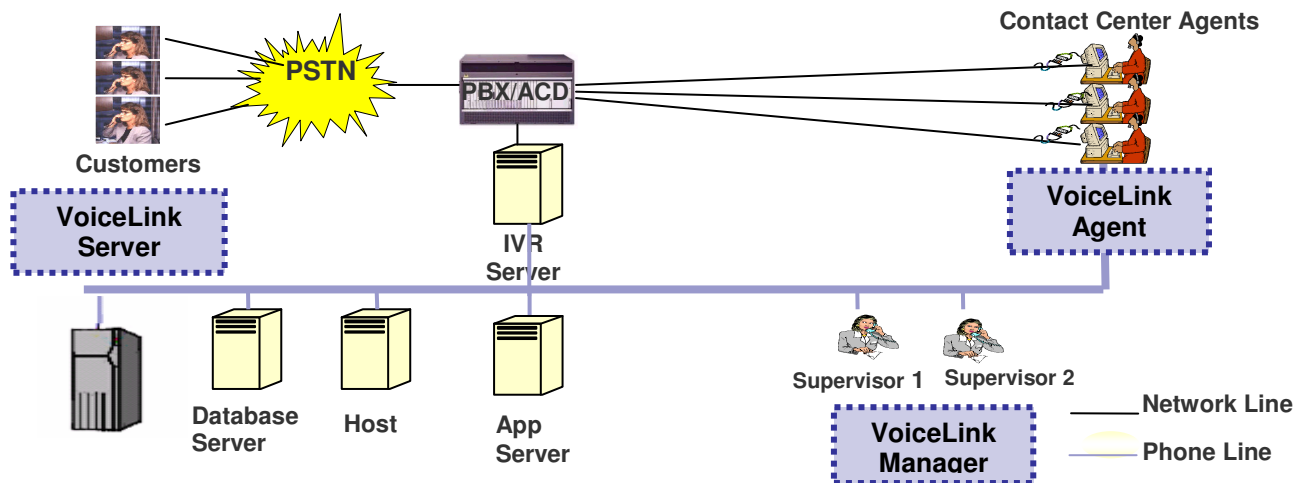 Contact Center Agents
PSTN
PBX/ACD
Customers
VoiceLink
Server
IVR
Server
VoiceLink
Agent
Supervisor 1
Supervisor 2
Database
Server
Host
App
Server
VoiceLink
Manager
Network Line
Phone Line